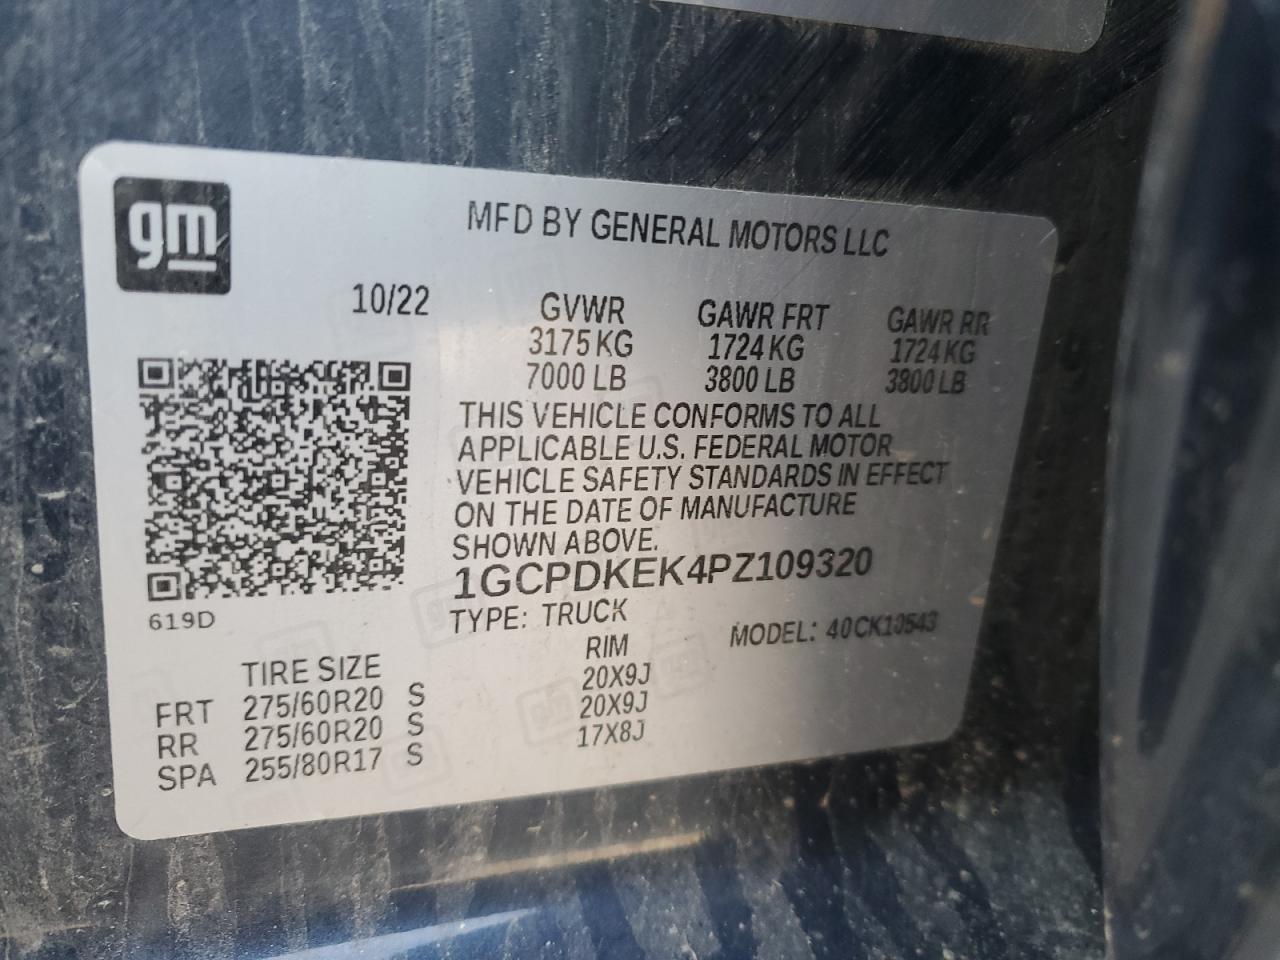 gm
MFD BY GENERAL MOTORS LLC
10/22 GVWR GAWR FRT GAWR RR
3175 KG 1724 KG 1724 KG
7000 LB 3800 LB 3800 LB
THIS VEHICLE CONFORMS TO ALL
APPLICABLE U.S. FEDERAL MOTOR
VEHICLE SAFETY STANDARDS IN EFFECT
ON THE DATE OF MANUFACTURE
SHOWN ABOVE.
1GCPDKEK4PZ109320
619D TYPE: TRUCK MODEL: 40CK10543
TIRE SIZE RIM
FRT 275/60R20 S 20X9J
RR 275/60R20 S 20X9J
SPA 255/80R17 S 17X8J